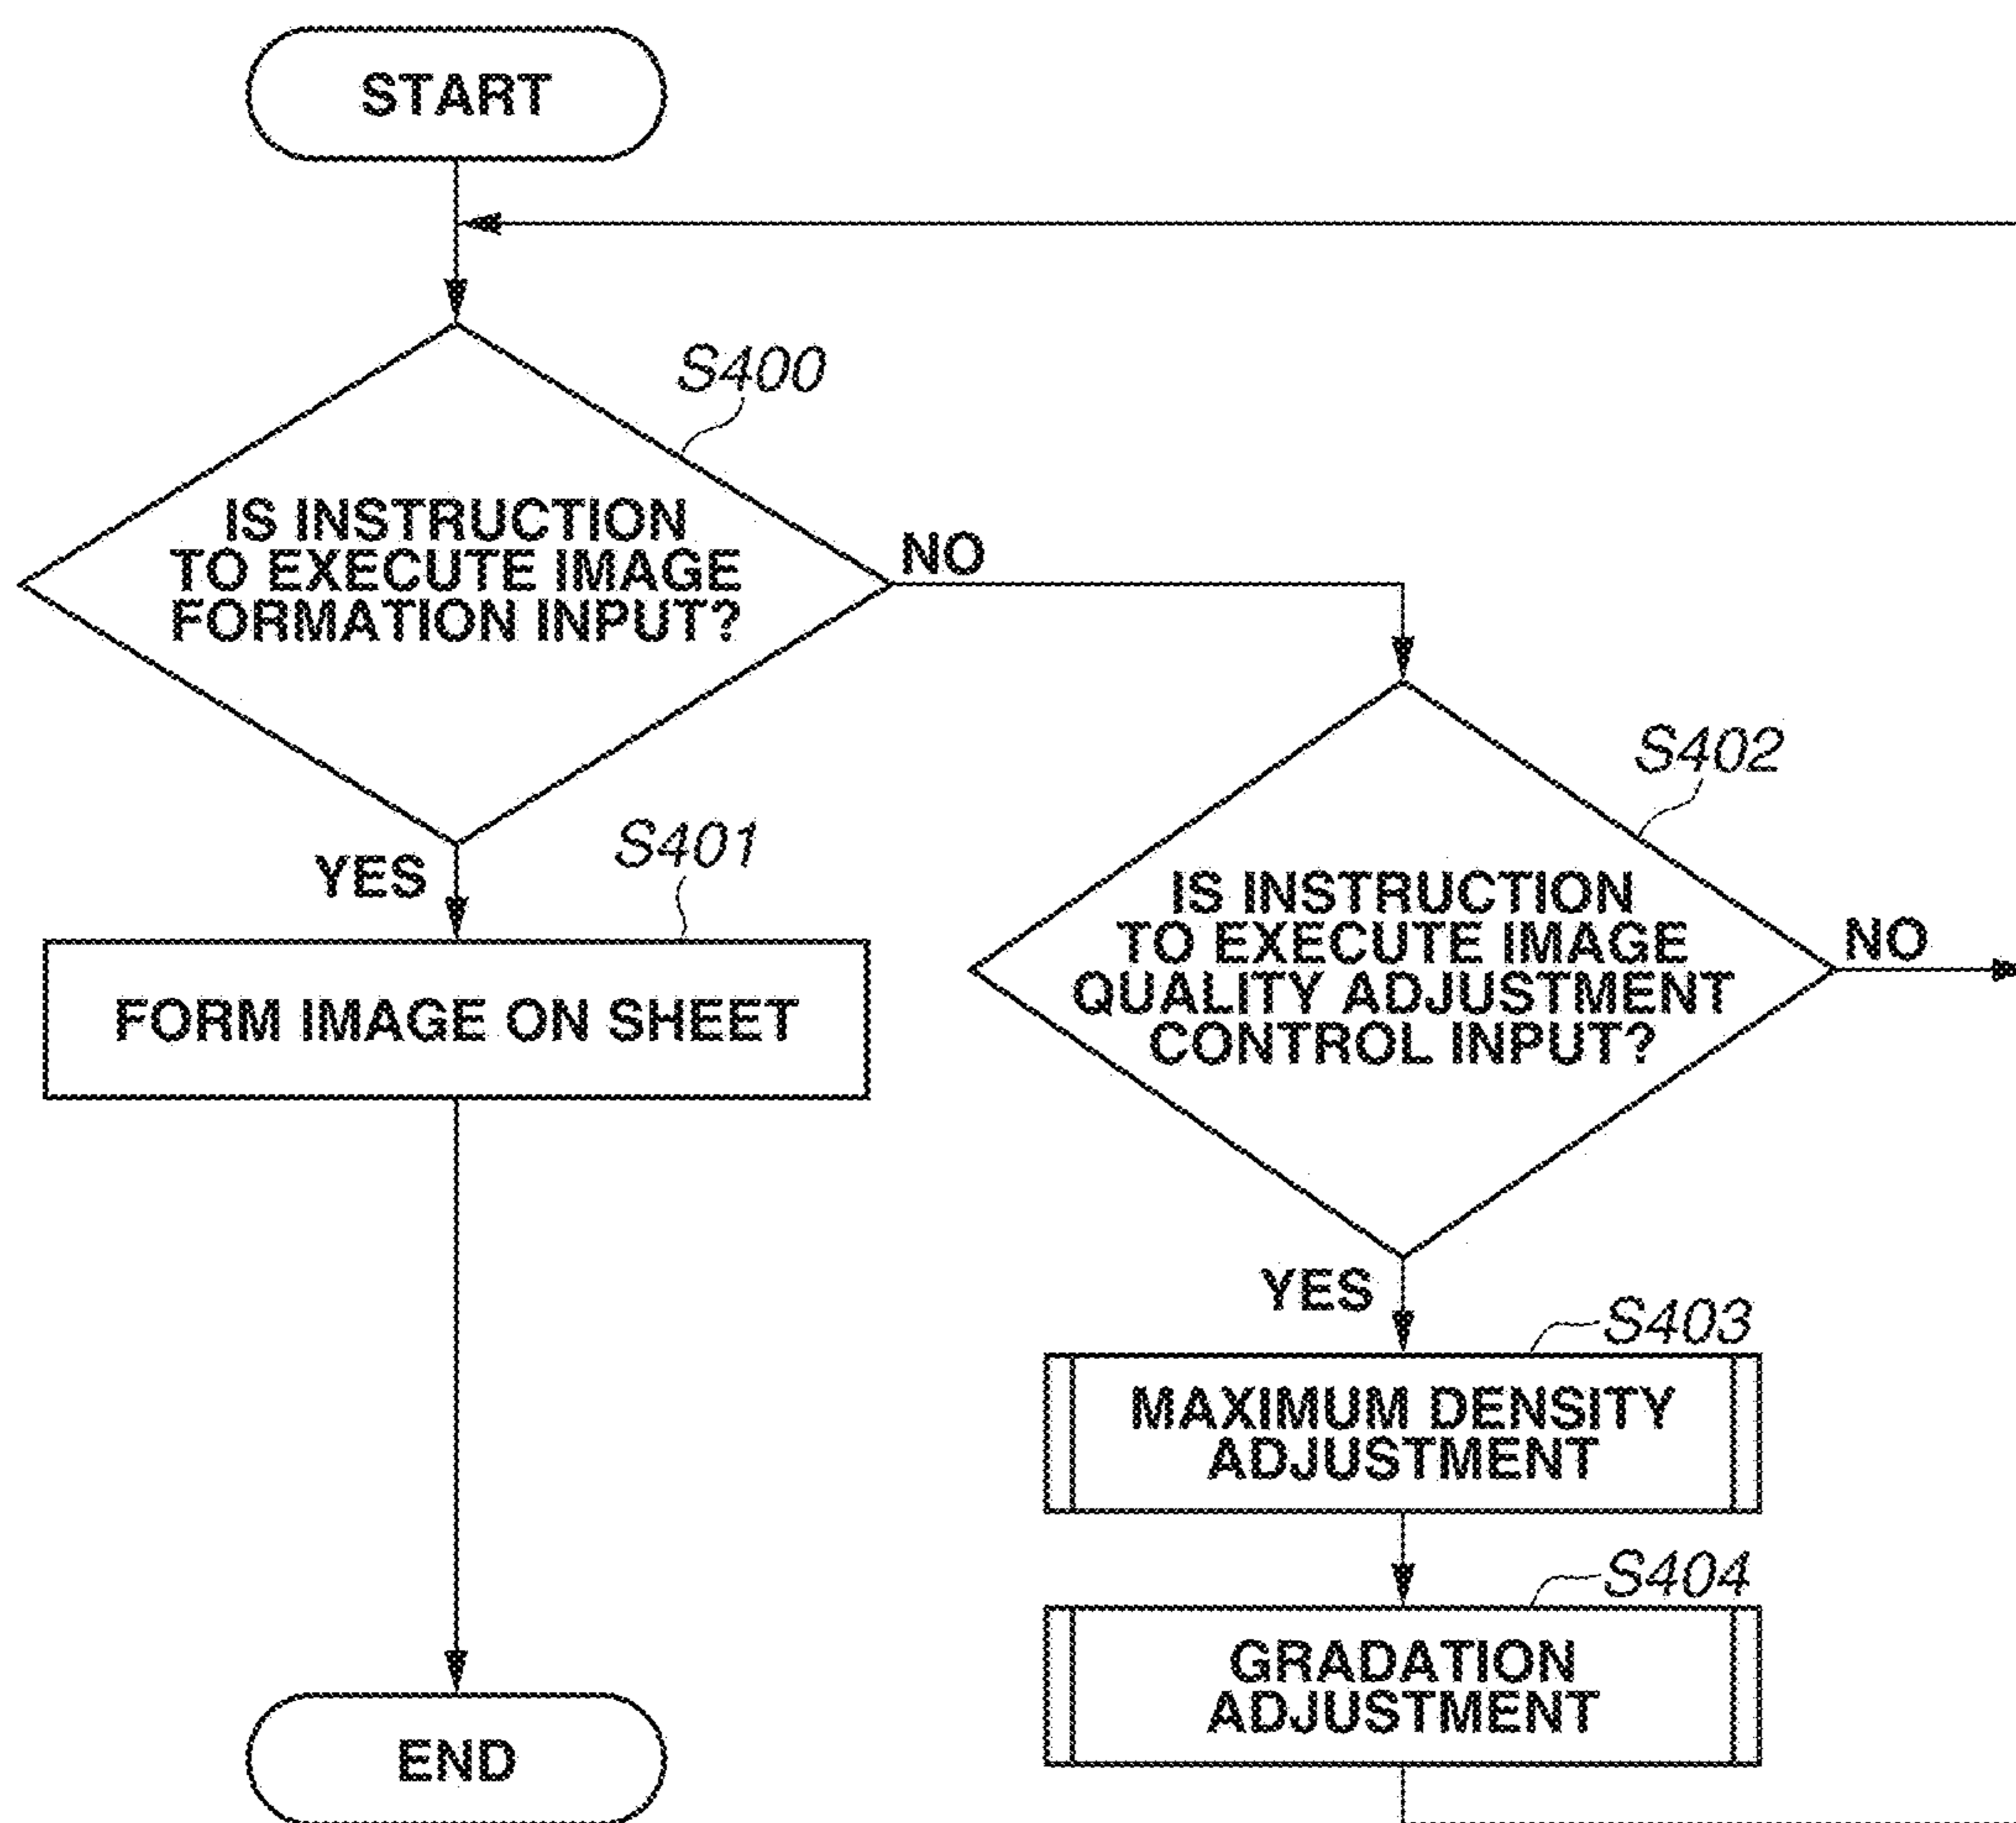 START
S400
IS INSTRUCTION
TO EXECUTE IMAGE
FORMATION INPUT?
NO
YES
S401
FORM IMAGE ON SHEET
END
S402
IS INSTRUCTION
TO EXECUTE IMAGE
QUALITY ADJUSTMENT
CONTROL INPUT?
NO
YES
S403
MAXIMUM DENSITY
ADJUSTMENT
S404
GRADATION
ADJUSTMENT